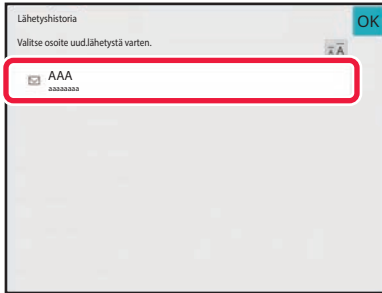 Lähetyshistoria
OK
Valitse osoite uud.lähetystä varten.
AAA
aaaaaaaa